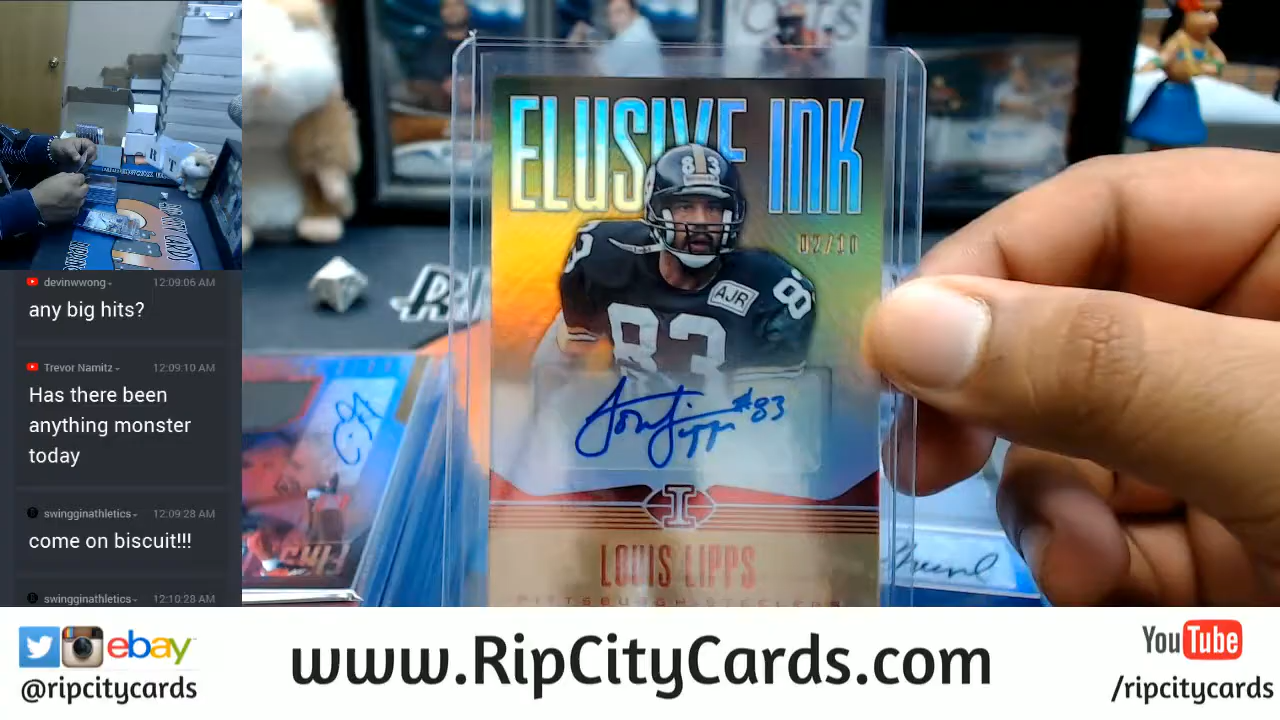 devinwwong
12:09:06 AM
any big hits?
Trevor Namitz
12:09:10 AM
Has there been
anything monster
today
swingginathletics
12:09:28 AM
come on biscuit!!!
swingginathletics
12:10:28 AM
ELUSIVE INK
83
02/10
AJR
83
83
83
#83
I
LOUIS LIPPS
PITTSBURGH STEELERS
ebay
@ripcitycards
www.RipCityCards.com
YouTube
/ripcitycards